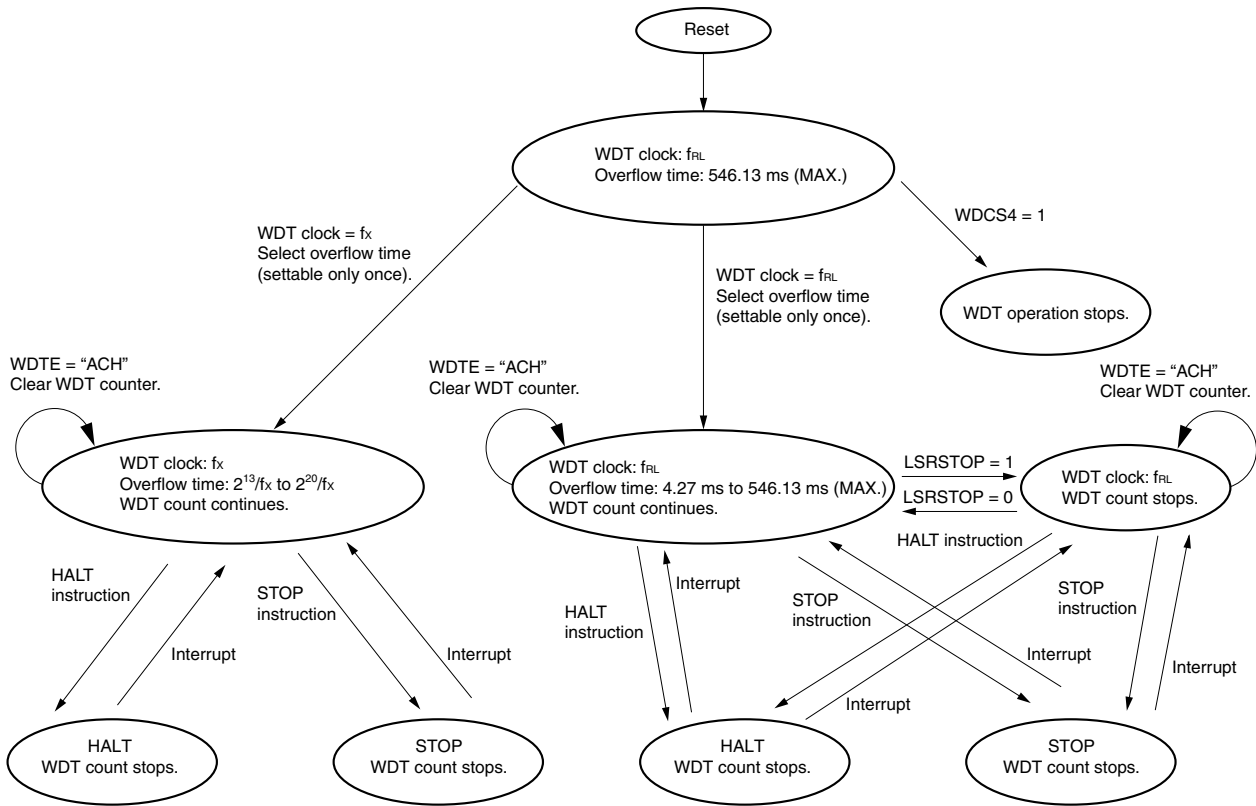 Reset
WDT clock: fRL
Overflow time: 546.13 ms (MAX.)
WDCS4 = 1
WDT clock = fX
Select overflow time
(settable only once).
WDT clock = fRL
Select overflow time
(settable only once).
WDT operation stops.
WDTE = “ACH”
Clear WDT counter.
WDTE = “ACH”
Clear WDT counter.
WDTE = “ACH”
Clear WDT counter.
WDT clock: fX
Overflow time: 2¹³/fX to 2²⁰/fX
WDT count continues.
WDT clock: fRL
Overflow time: 4.27 ms to 546.13 ms (MAX.)
WDT count continues.
LSRSTOP = 1
LSRSTOP = 0
WDT clock: fRL
WDT count stops.
HALT instruction
HALT
instruction
Interrupt
STOP
instruction
Interrupt
HALT
instruction
Interrupt
STOP
instruction
Interrupt
Interrupt
STOP
instruction
Interrupt
HALT
WDT count stops.
STOP
WDT count stops.
HALT
WDT count stops.
STOP
WDT count stops.